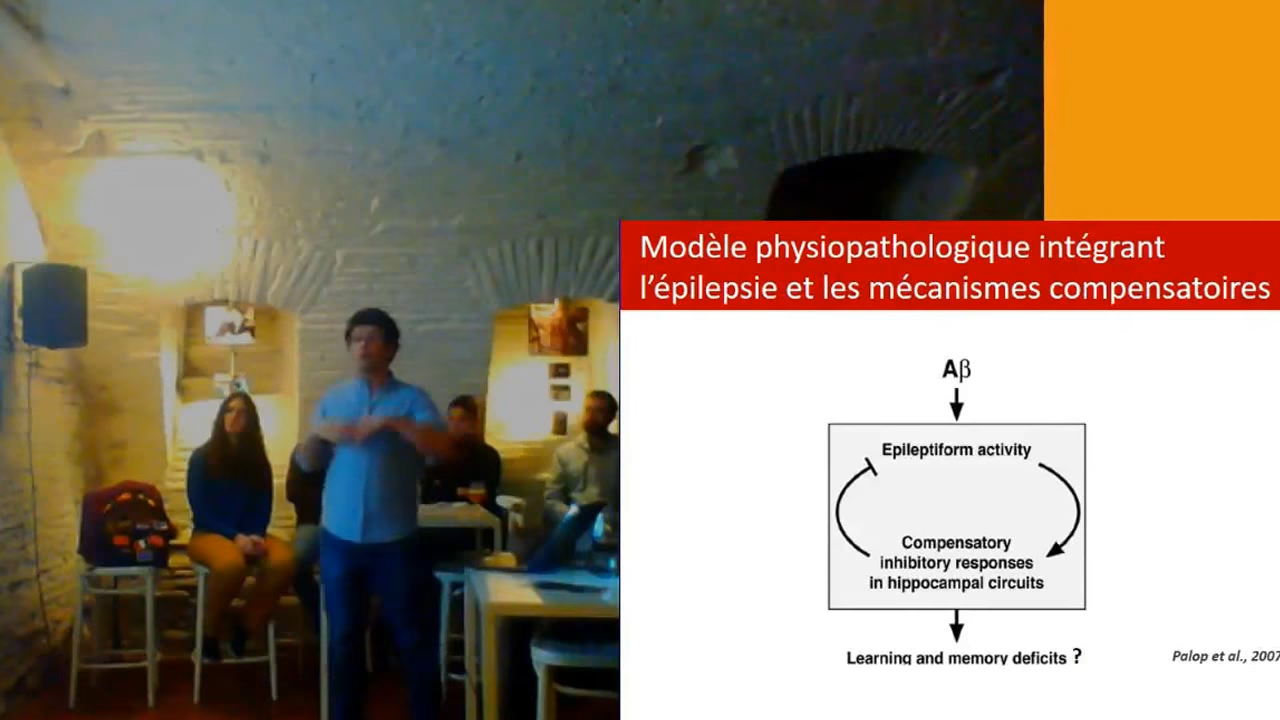 Modèle physiopathologique intégrant
l'épilepsie et les mécanismes compensatoires
Aβ
Epileptiform activity
Compensatory
inhibitory responses
in hippocampal circuits
Learning and memory deficits ?
Palop et al., 2007